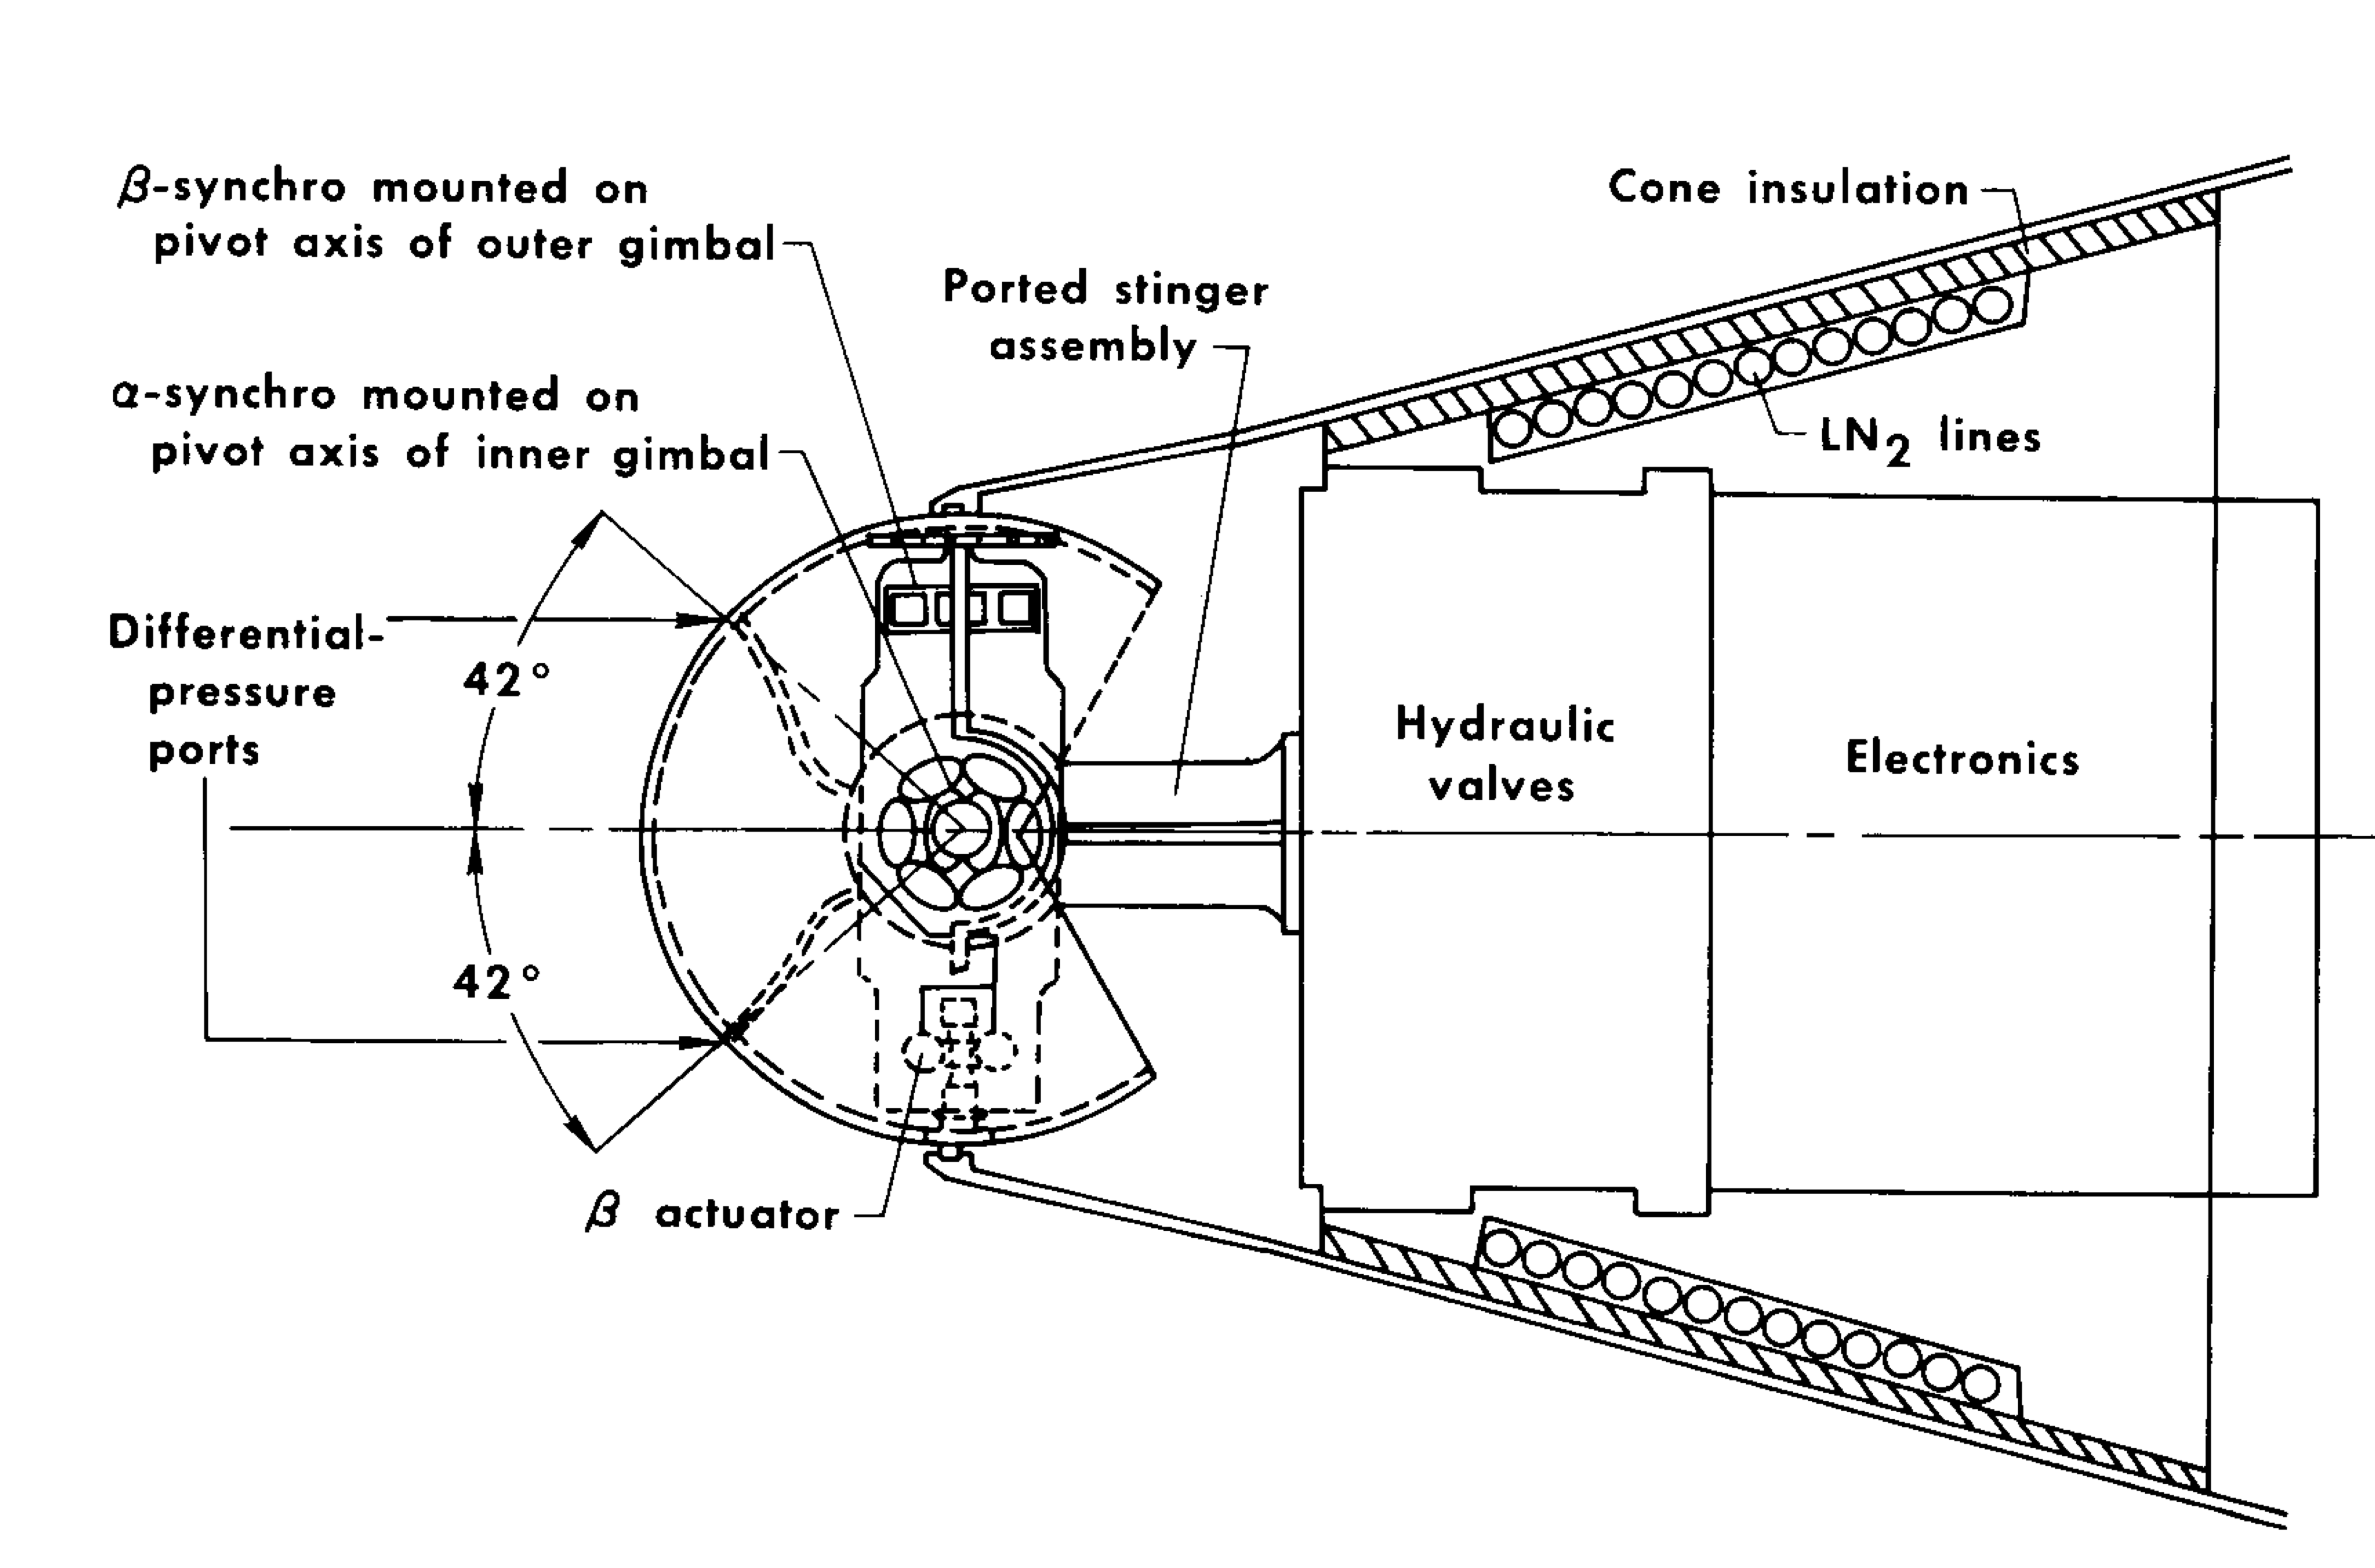 β-synchro mounted on
pivot axis of outer gimbal
Cone insulation
Ported stinger
assembly
α-synchro mounted on
pivot axis of inner gimbal
LN₂ lines
Differential-
pressure
ports
42°
Hydraulic
valves
Electronics
42°
β actuator